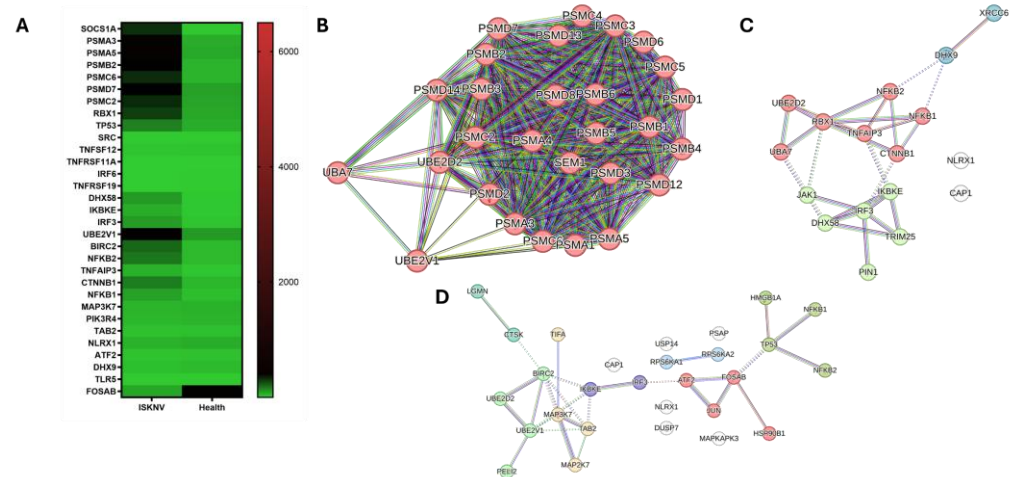 A
SOCS1A
PSMA3
PSMA5
PSMB2
PSMC6
PSMD7
PSMC2
RBX1
TP53
SRC
TNFSF12
TNFRSF11A
IRF6
TNFRSF19
DHX58
IKBKE
IRF3
UBE2V1
BIRC2
NFKB2
TNFAIP3
CTNNB1
NFKB1
MAP3K7
PIK3R4
TAB2
NLRX1
ATF2
DHX9
TLR5
FOSAB
ISKNV Health
6000
4000
2000
B
PSMC4
PSMD7
PSMC3
PSMD13
PSMD6
PSMB2
PSMC5
PSMD14
PSMB3
PSMD8
PSMB6
PSMD1
PSMC2
PSMA4
PSMB5
PSMB1
PSMB4
UBE2D2
SEM1
UBA7
PSMD3
PSMD2
PSMD12
PSMA3
PSMC
PSMA1
PSMA5
UBE2V1
C
XRCC6
DHX9
NFKB2
UBE2D2
RBX1
NFKB1
TNFAIP3
UBA7
CTNNB1
NLRX1
JAK1
IKBKE
CAP1
IRF3
DHX58
TRIM25
PIN1
D
LGMN
HMGB1A
NFKB1
CTSK
TIFA
PSAP
USP14
TP53
RPS6KA1
RPS6KA2
CAP1
BIRC2
NFKB2
IKBKE
IRF3
ATF2
FOSAB
UBE2D2
MAP3K7
NLRX1
JUN
UBE2V1
TAB2
DUSP7
MAPKAPK3
HSP90B1
PELI2
MAP2K7